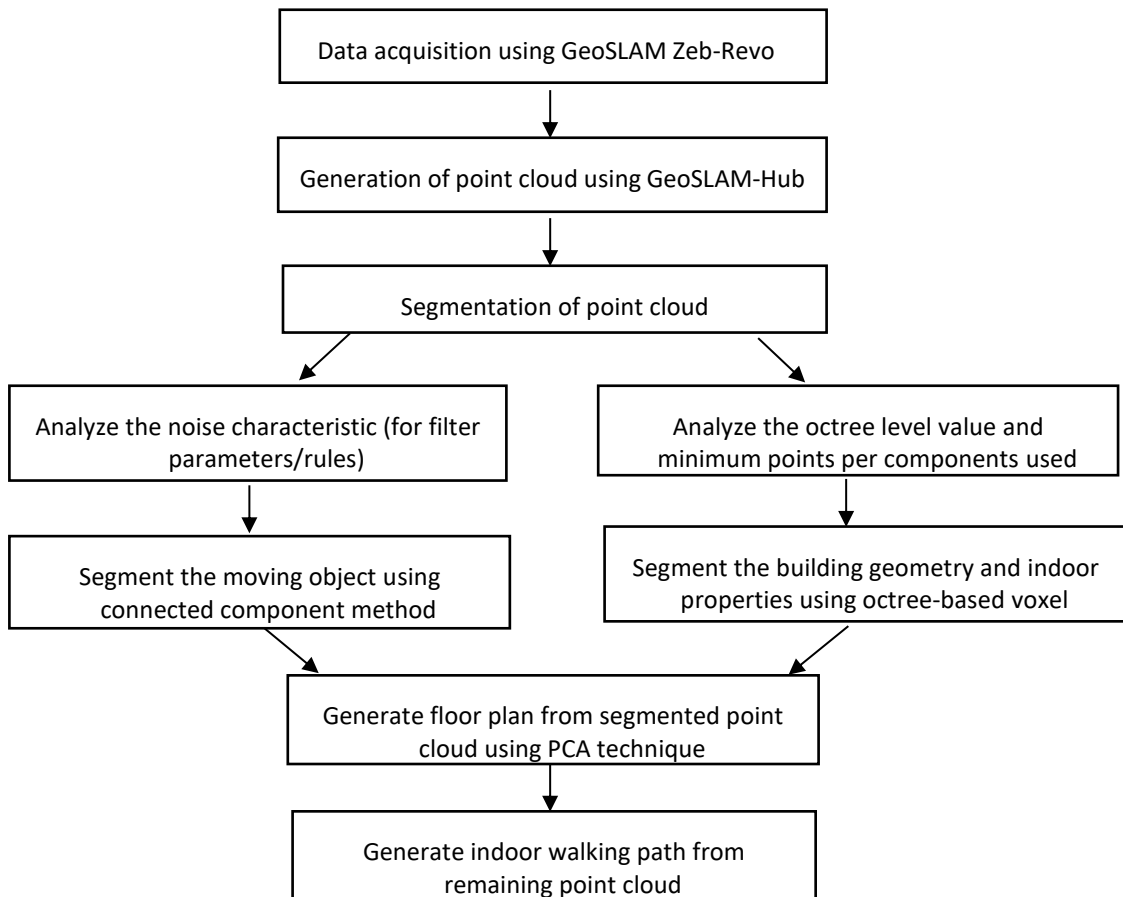 Data acquisition using GeoSLAM Zeb-Revo
Generation of point cloud using GeoSLAM-Hub
Segmentation of point cloud
Analyze the noise characteristic (for filter
parameters/rules)
Analyze the octree level value and
minimum points per components used
Segment the moving object using
connected component method
Segment the building geometry and indoor
properties using octree-based voxel
Generate floor plan from segmented point
cloud using PCA technique
Generate indoor walking path from
remaining point cloud